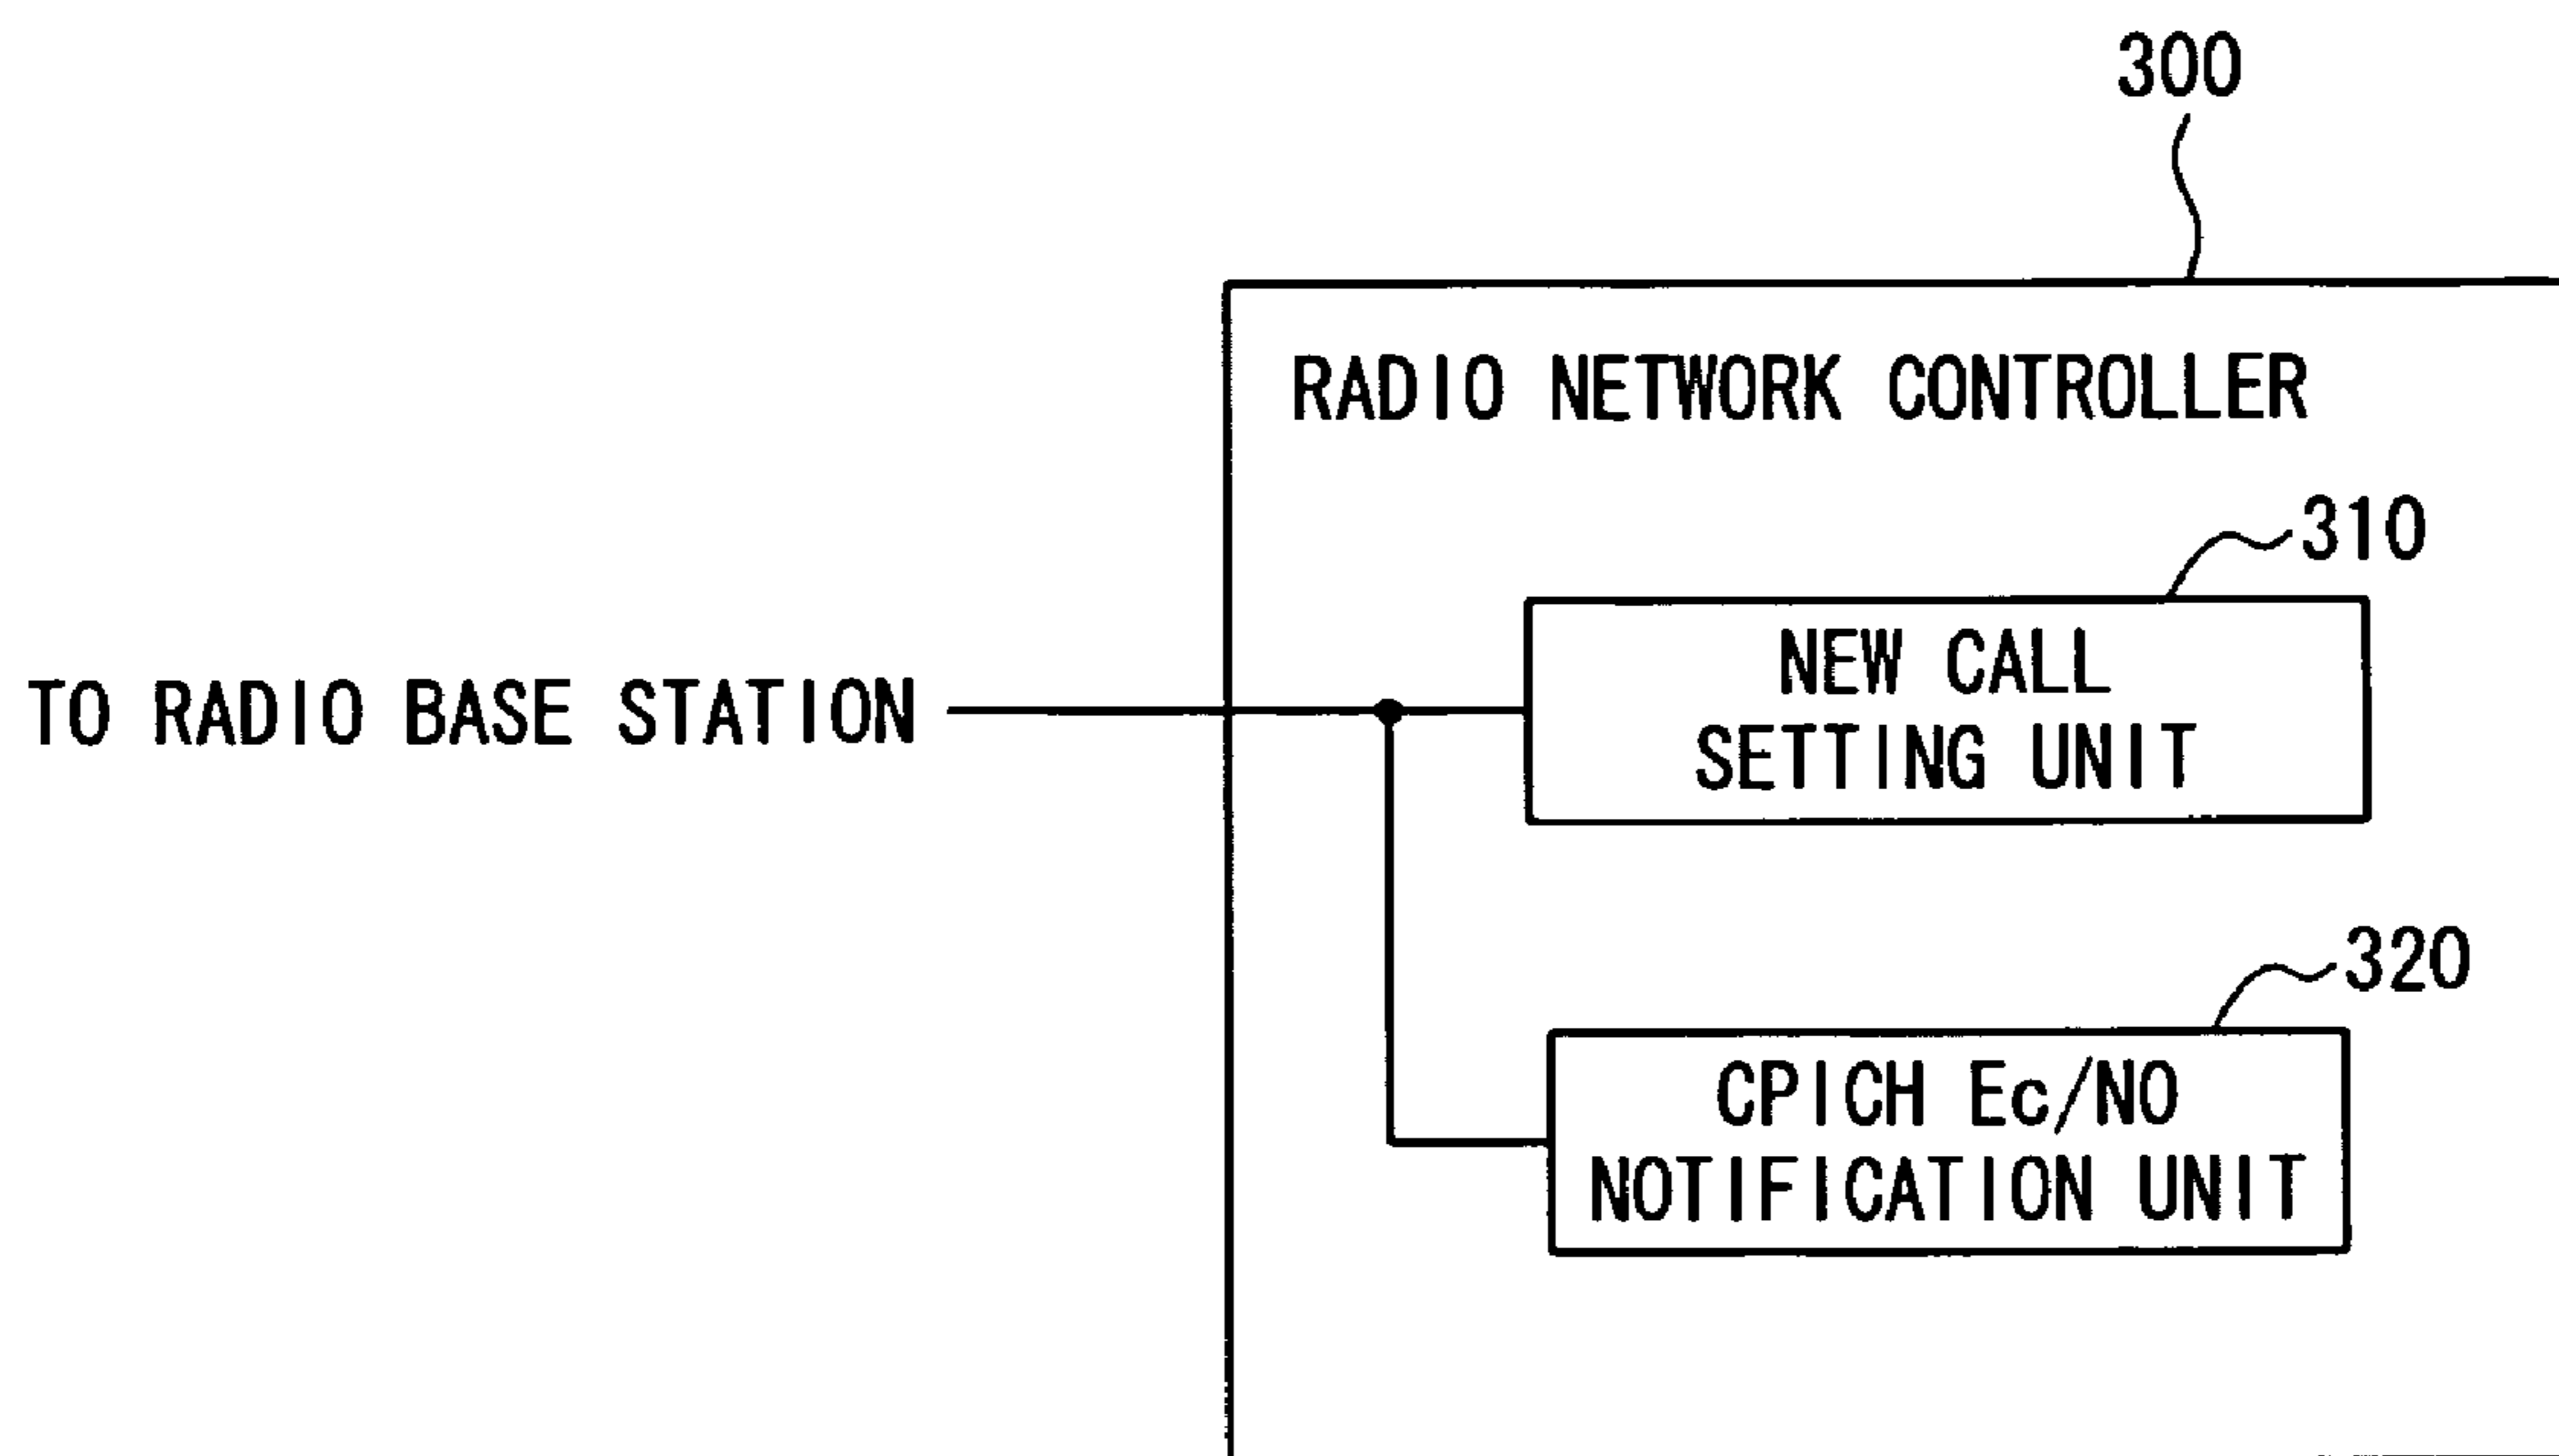 300
RADIO NETWORK CONTROLLER
310
NEW CALL
SETTING UNIT
TO RADIO BASE STATION
320
CPICH Ec/NO
NOTIFICATION UNIT